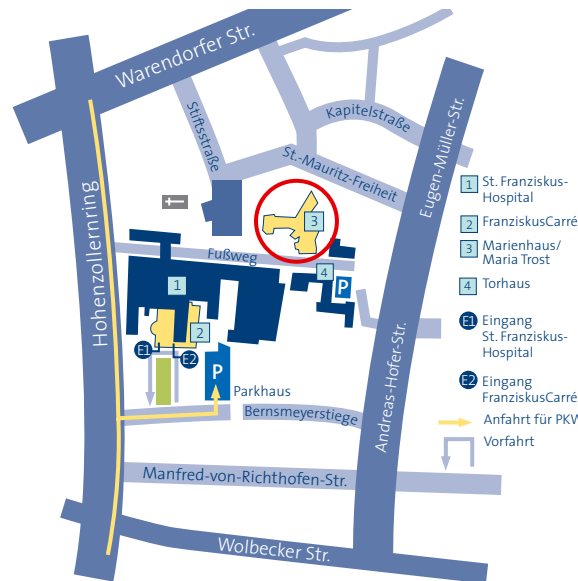 Warendorfer Str.
Stiftsstraße
Kapitelstraße
St.-Mauritz-Freiheit
Eugen-Müller-Str.
Hohenzollernring
3
Fußweg
1
4
P
2
E1
E2
P
Parkhaus
Bernsmeyerstiege
Andreas-Hofer-Str.
Manfred-von-Richthofen-Str.
Wolbecker Str.
1 St. Franziskus-
Hospital
2 FranziskusCarré
3 Marienhaus/
Maria Trost
4 Torhaus
E1 Eingang
St. Franziskus-
Hospital
E2 Eingang
FranziskusCarré
Anfahrt für PKW
Vorfahrt